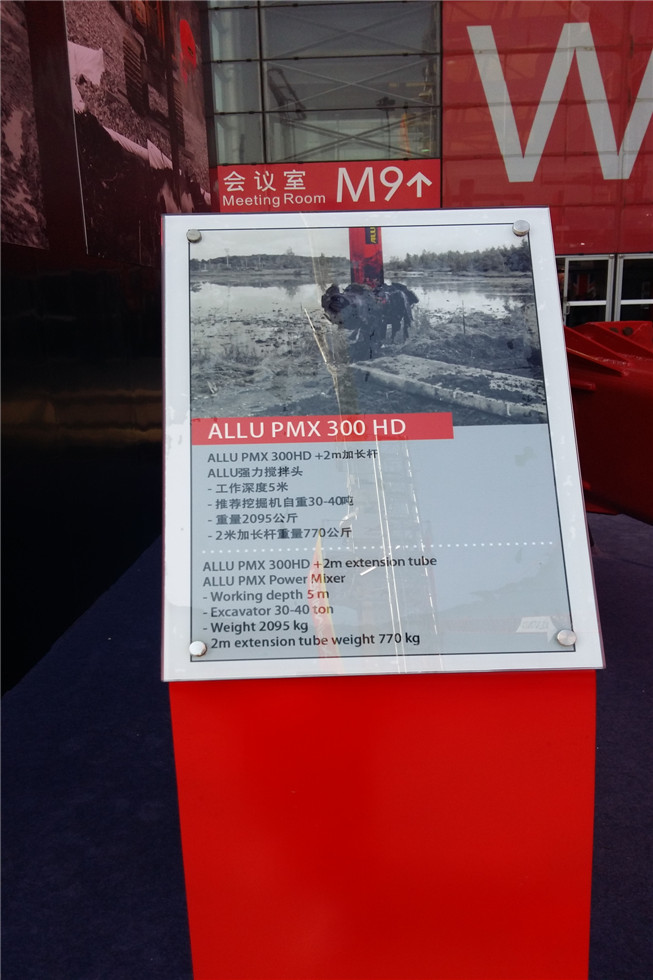 会议室
Meeting Room M9↑
W
ALLU
ALLU PMX 300 HD
ALLU PMX 300HD +2m加长杆
ALLU强力搅拌头
- 工作深度5米
- 推荐挖掘机自重30-40吨
- 重量2095公斤
- 2米加长杆重量770公斤
ALLU PMX 300HD +2m extension tube
ALLU PMX Power Mixer
- Working depth 5 m
- Excavator 30-40 ton
- Weight 2095 kg
- 2m extension tube weight 770 kg